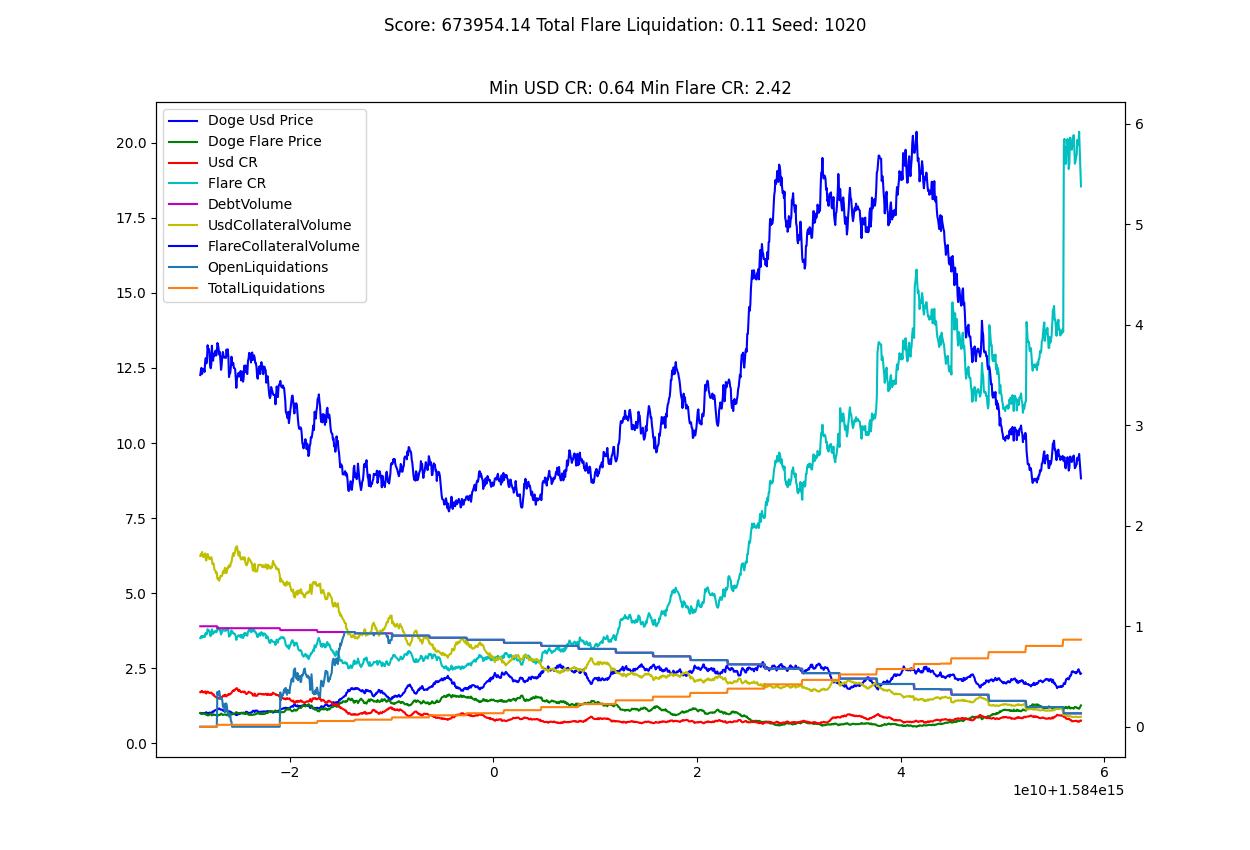 Score: 673954.14 Total Flare Liquidation: 0.11 Seed: 1020
Min USD CR: 0.64 Min Flare CR: 2.42
Doge Usd Price
Doge Flare Price
Usd CR
Flare CR
DebtVolume
UsdCollateralVolume
FlareCollateralVolume
OpenLiquidations
TotalLiquidations
20.0
17.5
15.0
12.5
10.0
7.5
5.0
2.5
0.0
6
5
4
3
2
1
0
−2
0
2
4
6
1e10+1.584e15